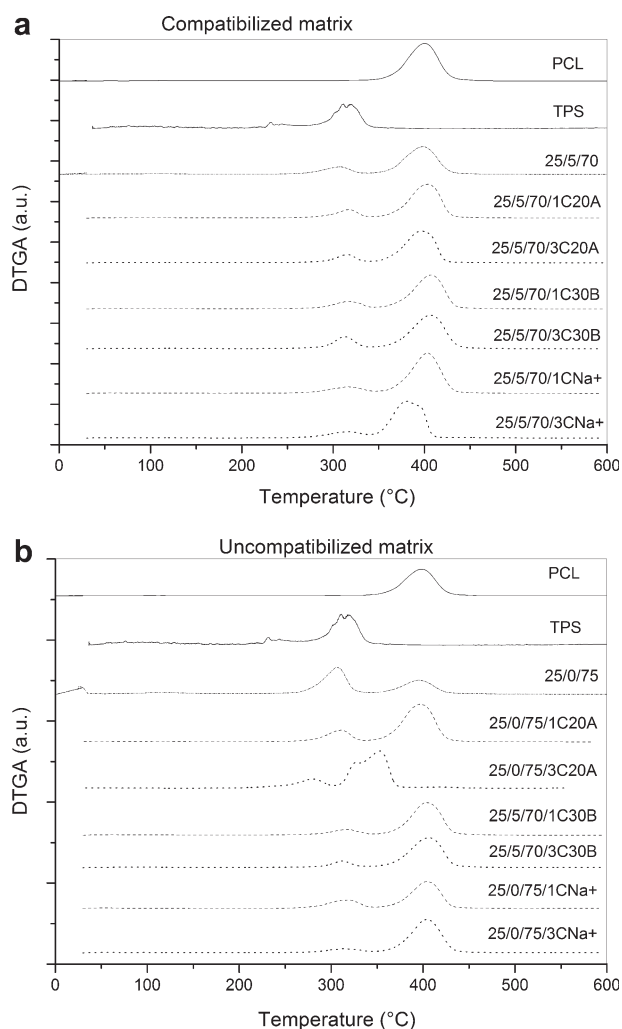 a
Compatibilized matrix
PCL
TPS
25/5/70
25/5/70/1C20A
25/5/70/3C20A
25/5/70/1C30B
25/5/70/3C30B
25/5/70/1CNa+
25/5/70/3CNa+
DTGA (a.u.)
0 100 200 300 400 500 600
Temperature (°C)
b
Uncompatibilized matrix
PCL
TPS
25/0/75
25/0/75/1C20A
25/0/75/3C20A
25/5/70/1C30B
25/5/70/3C30B
25/0/75/1CNa+
25/0/75/3CNa+
DTGA (a.u.)
0 100 200 300 400 500 600
Temperature (°C)